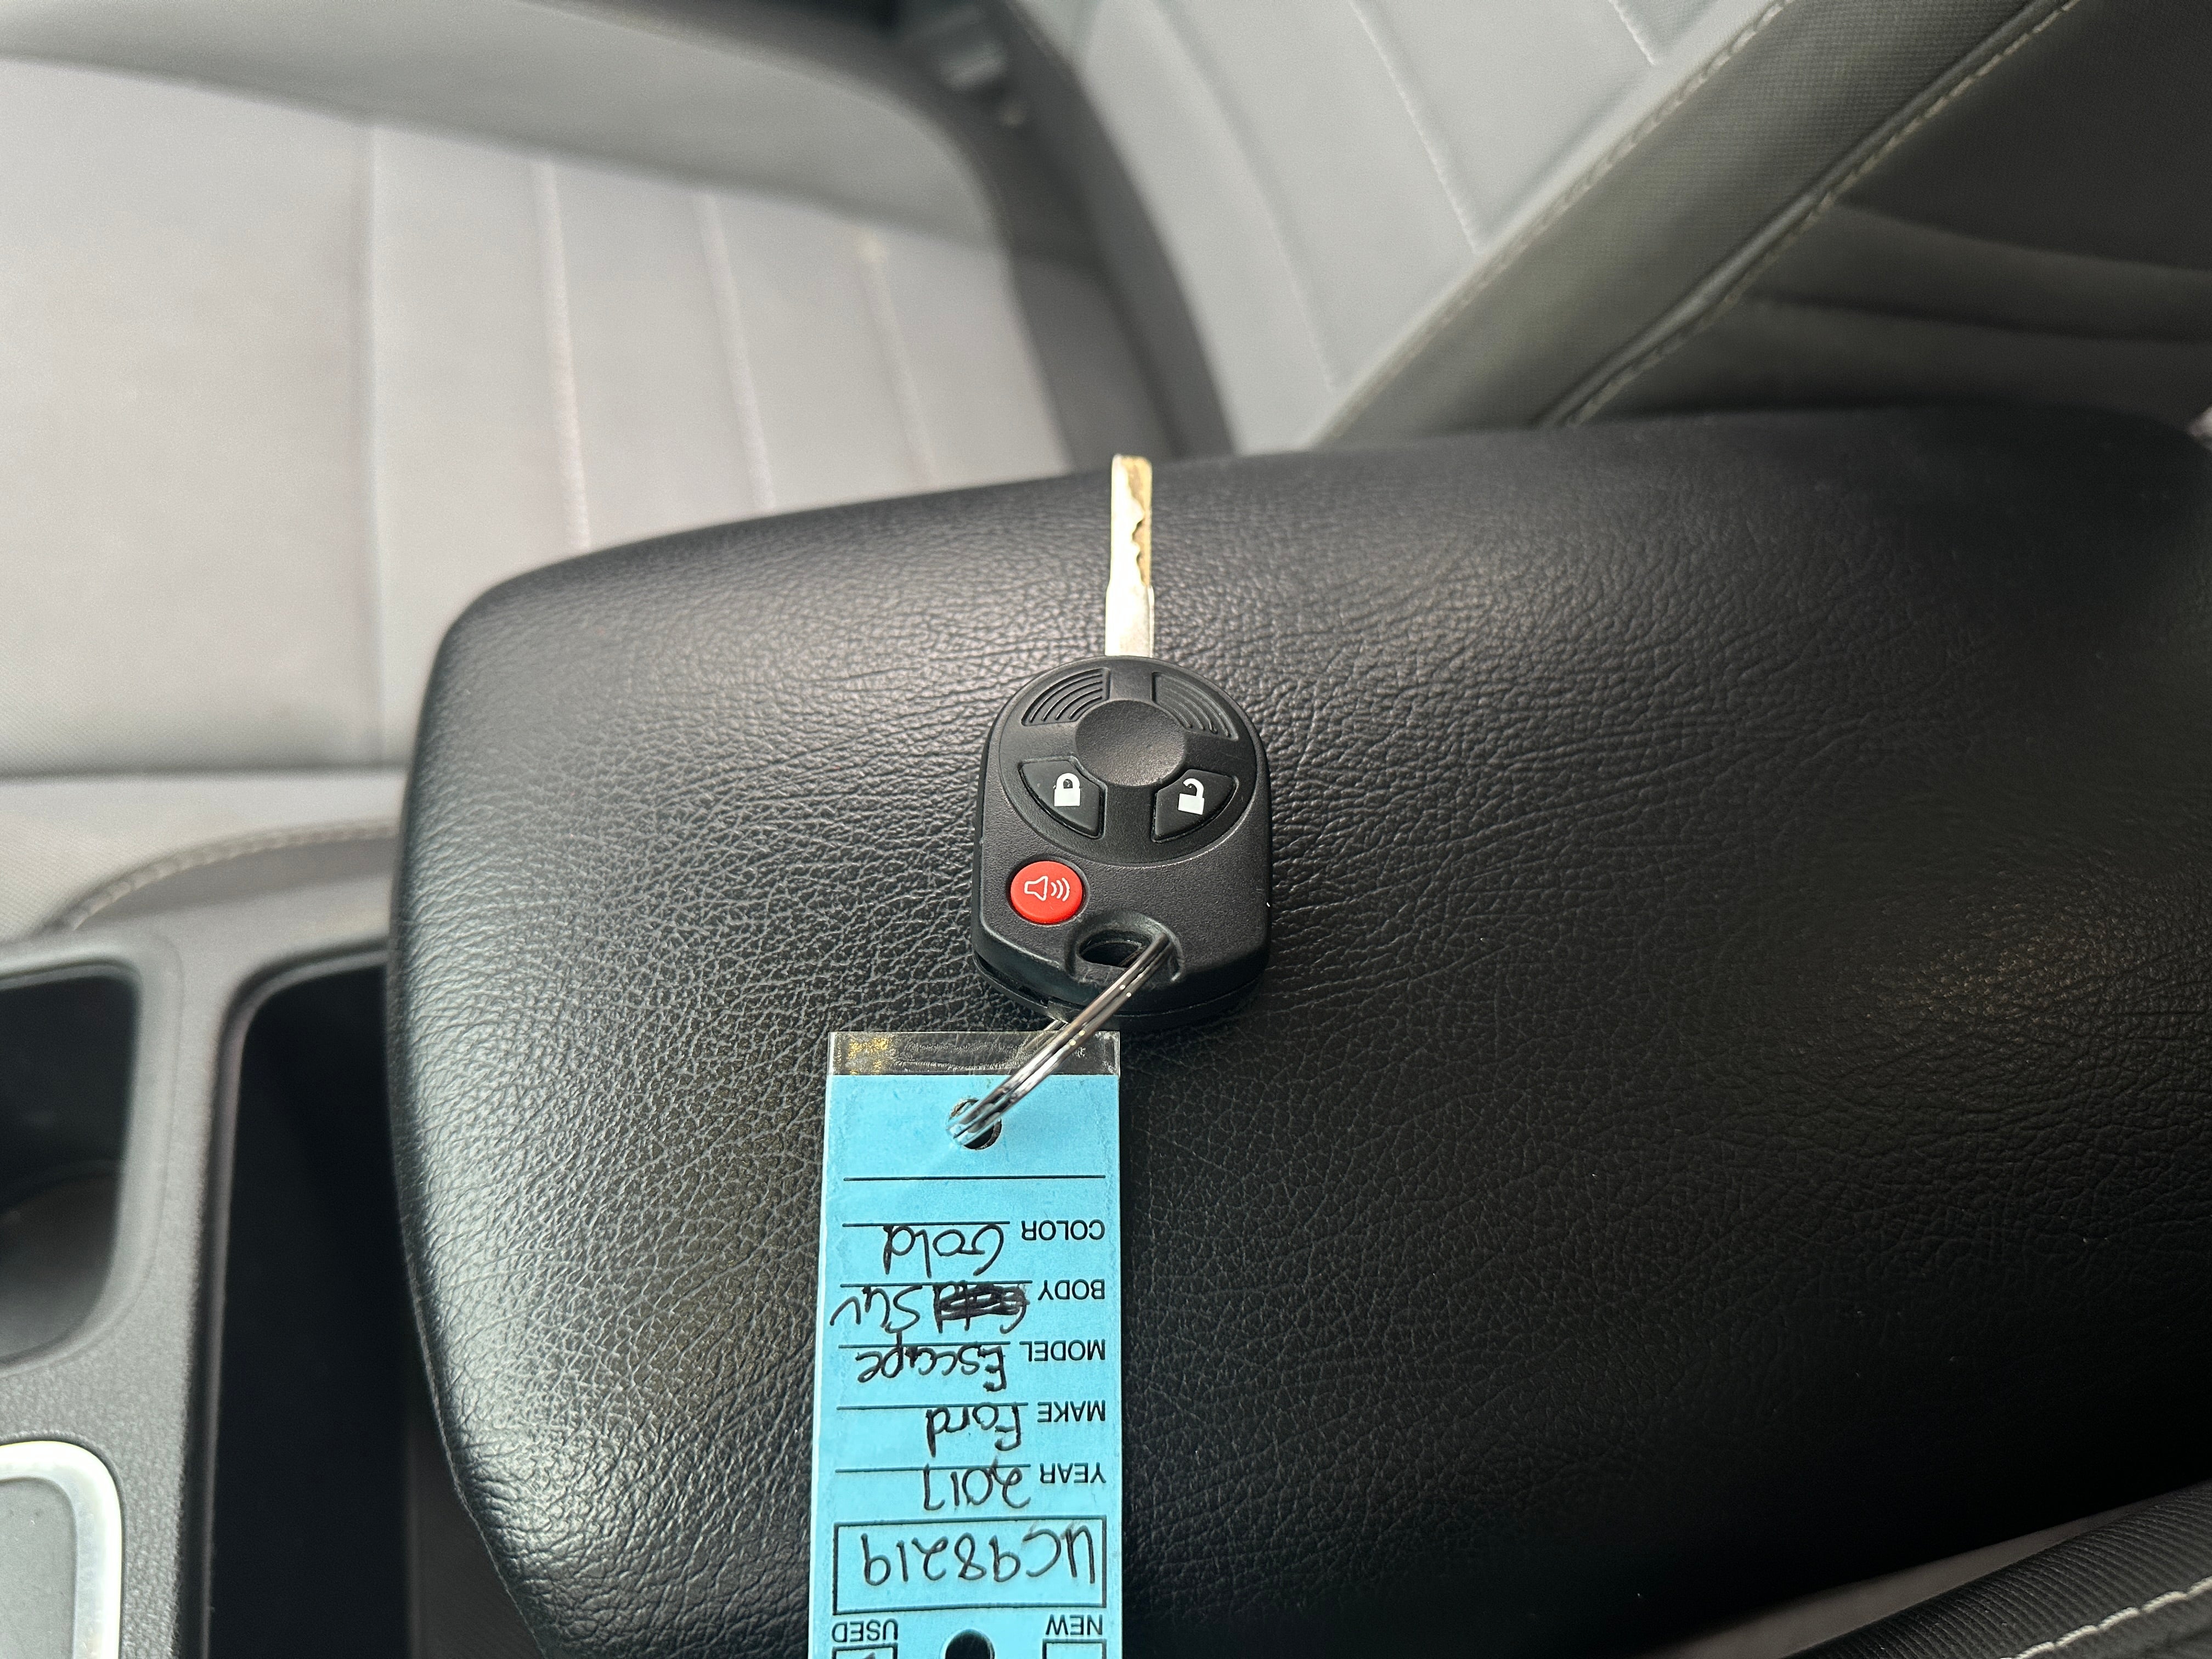 NEW USED
UC98219
YEAR 2017
MAKE Ford
MODEL Escape
BODY SUV
COLOR Gold